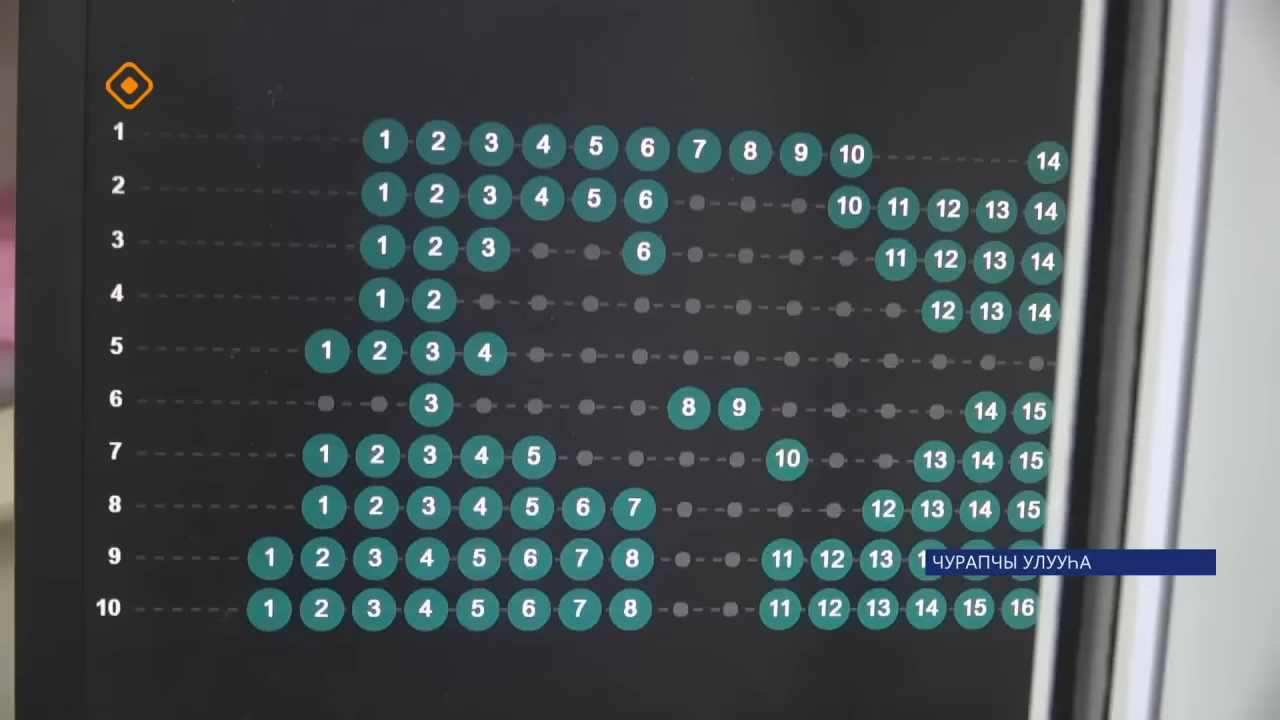 1 1 2 3 4 5 6 7 8 9 10 14
2 1 2 3 4 5 6 10 11 12 13 14
3 1 2 3 6 11 12 13 14
4 1 2 12 13 14
5 1 2 3 4
6 3 8 9 14 15
7 1 2 3 4 5 10 13 14 15
8 1 2 3 4 5 6 7 12 13 14 15
9 1 2 3 4 5 6 7 8 11 12 13
ЧУРАПЧЫ УЛУУҺА
10 1 2 3 4 5 6 7 8 11 12 13 14 15 16